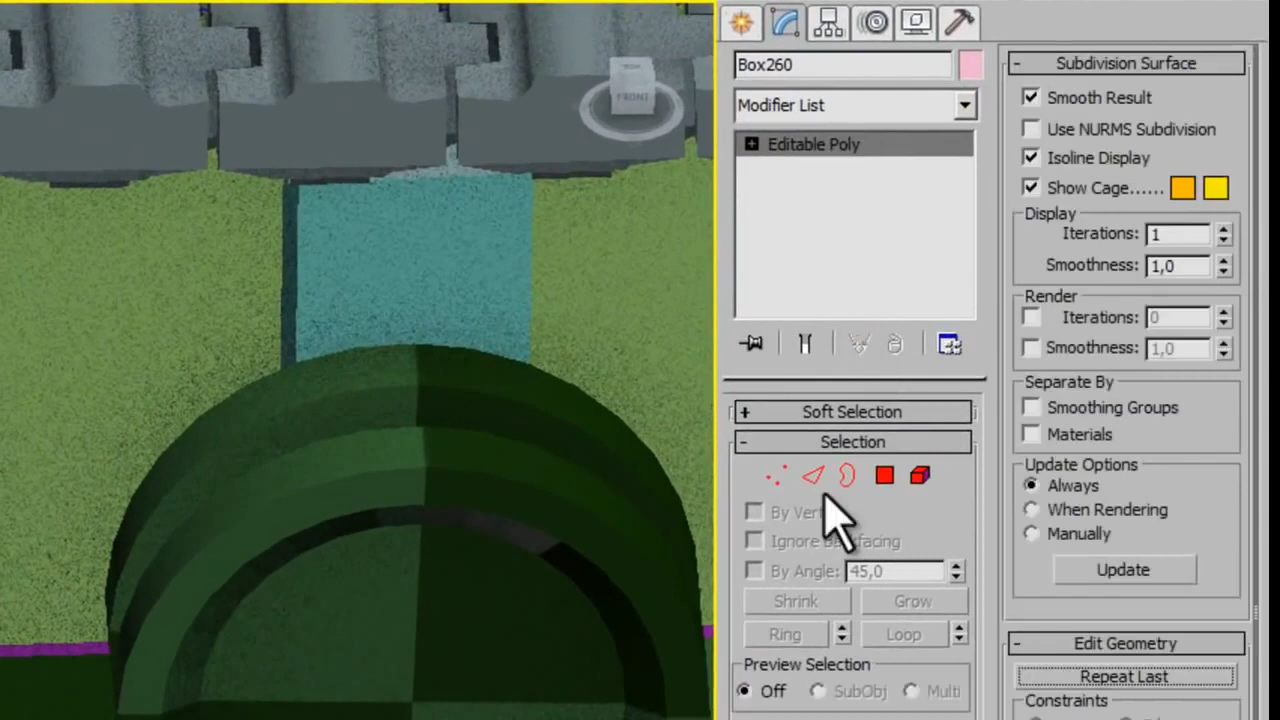 FRONT
Box260
Modifier List
Editable Poly
Soft Selection
Selection
By Vert
Ignore Backfacing
By Angle: 45,0
Shrink Grow
Ring Loop
Preview Selection
Off SubObj Multi
Subdivision Surface
Smooth Result
Use NURMS Subdivision
Isoline Display
Show Cage......
Display
Iterations: 1
Smoothness: 1,0
Render
Iterations: 0
Smoothness: 1,0
Separate By
Smoothing Groups
Materials
Update Options
Always
When Rendering
Manually
Update
Edit Geometry
Repeat Last
Constraints